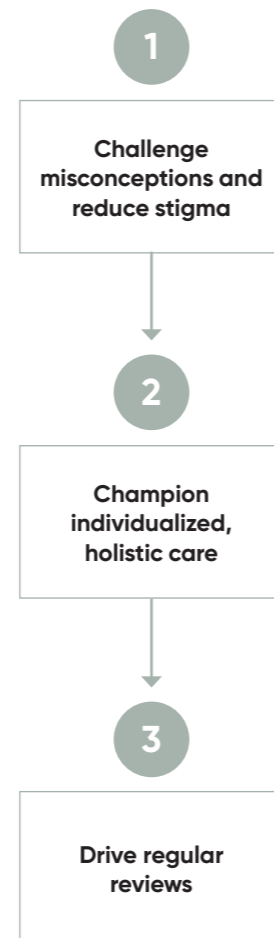 1
Challenge
misconceptions and
reduce stigma
2
Champion
individualized,
holistic care
3
Drive regular
reviews